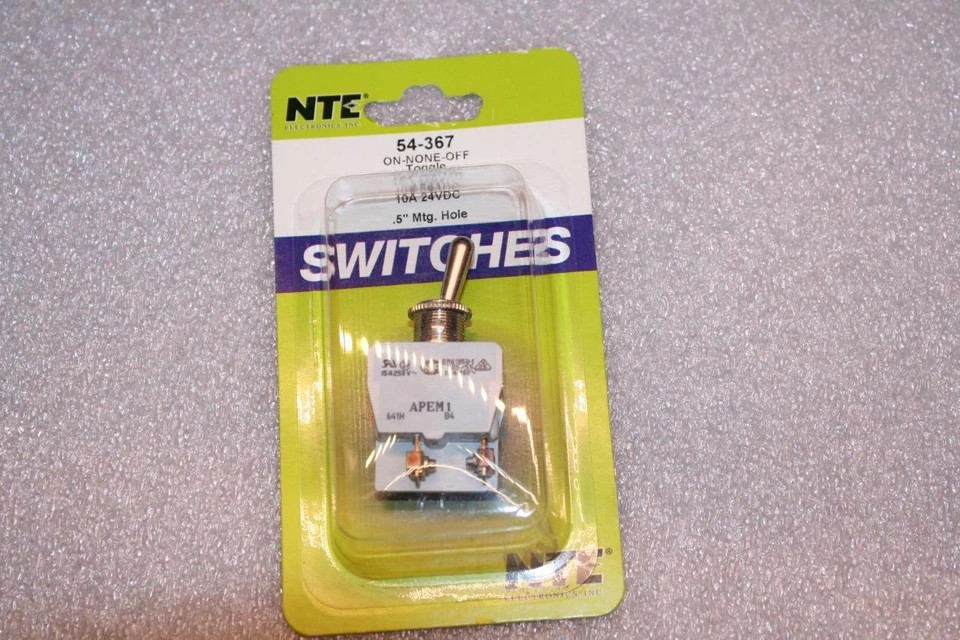 NTE®
ELECTRONICS INC
54-367
ON-NONE-OFF
Toggle
10A 24VDC
.5" Mtg. Hole
SWITCHES
APEM
641H
NTE®
ELECTRONICS INC